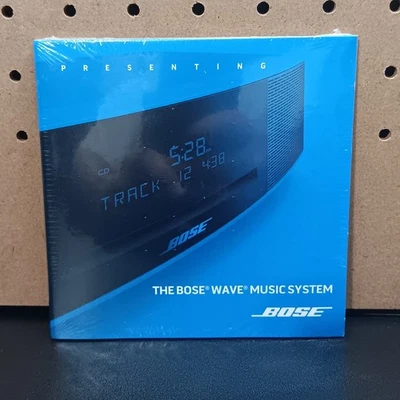 PRESENTING
5:28
CD
TRACK 12 4:38
BOSE
THE BOSE® WAVE® MUSIC SYSTEM
BOSE